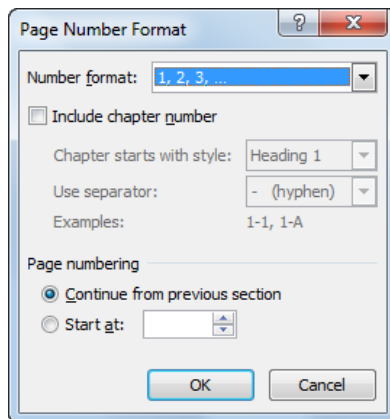 Page Number Format
Number format: 1, 2, 3, ...
Include chapter number
Chapter starts with style: Heading 1
Use separator: - (hyphen)
Examples: 1-1, 1-A
Page numbering
Continue from previous section
Start at:
OK Cancel